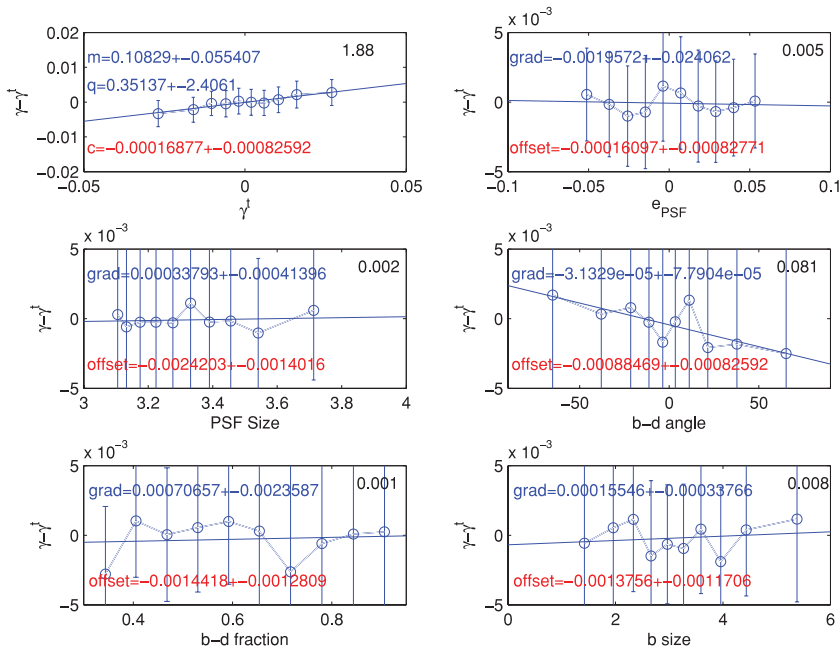 0.02
0.01
0
−0.01
−0.02
γ−γᵗ
m=0.10829+−0.055407
1.88
q=0.35137+−2.4061
c=−0.00016877+−0.00082592
−0.05 0 0.05
γᵗ
x 10⁻³
5
0
−5
γ−γᵗ
grad=−0.0019572+−0.024062
0.005
offset=−0.00016097+−0.00082771
−0.1 −0.05 0 0.05 0.1
e_PSF
x 10⁻³
5
0
−5
γ−γᵗ
grad=0.00033793+−0.00041396
0.002
offset=−0.0024203+−0.0014016
3 3.2 3.4 3.6 3.8 4
PSF Size
x 10⁻³
5
0
−5
γ−γᵗ
grad=−3.1329e−05+−7.7904e−05
0.081
offset=−0.00088469+−0.00082592
−50 0 50
b−d angle
x 10⁻³
5
0
−5
γ−γᵗ
grad=0.00070657+−0.0023587
0.001
offset=−0.0014418+−0.0012809
0.4 0.6 0.8
b−d fraction
x 10⁻³
5
0
−5
γ−γᵗ
grad=0.00015546+−0.00033766
0.008
offset=−0.0013756+−0.0011706
0 2 4 6
b size